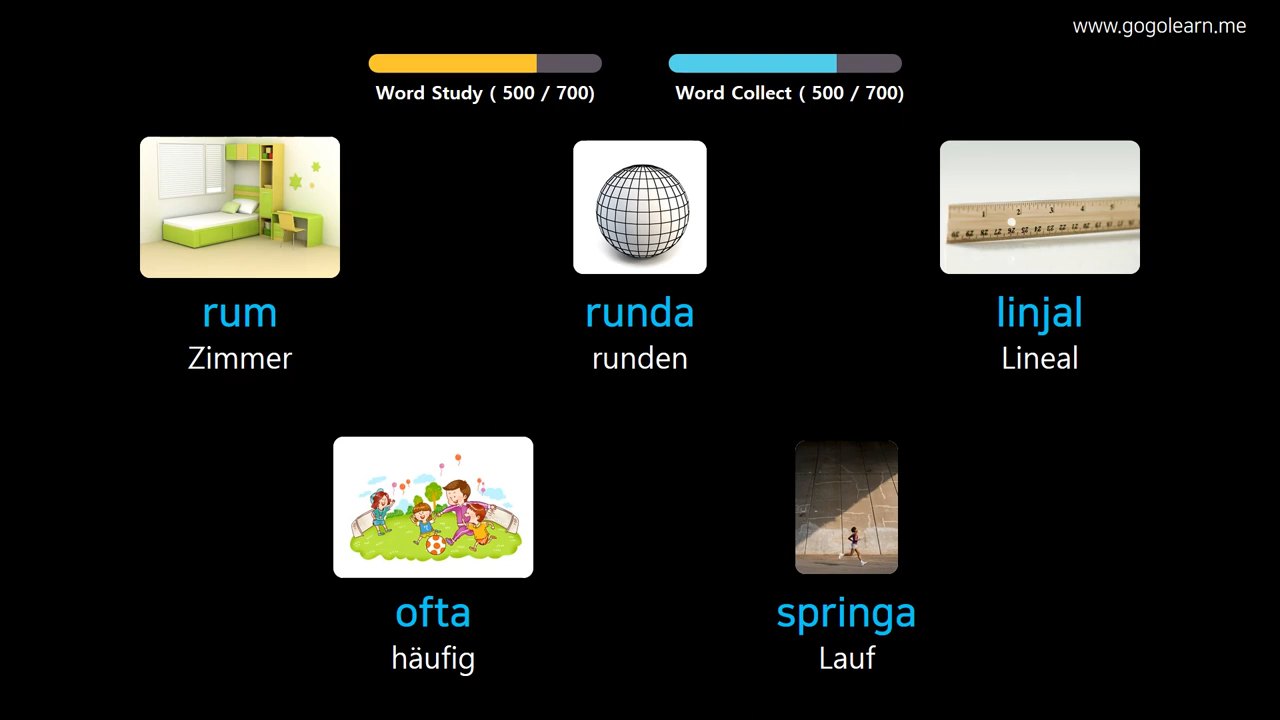 www.gogolearn.me
Word Study ( 500 / 700)
Word Collect ( 500 / 700)
rum
Zimmer
runda
runden
linjal
Lineal
ofta
häufig
springa
Lauf